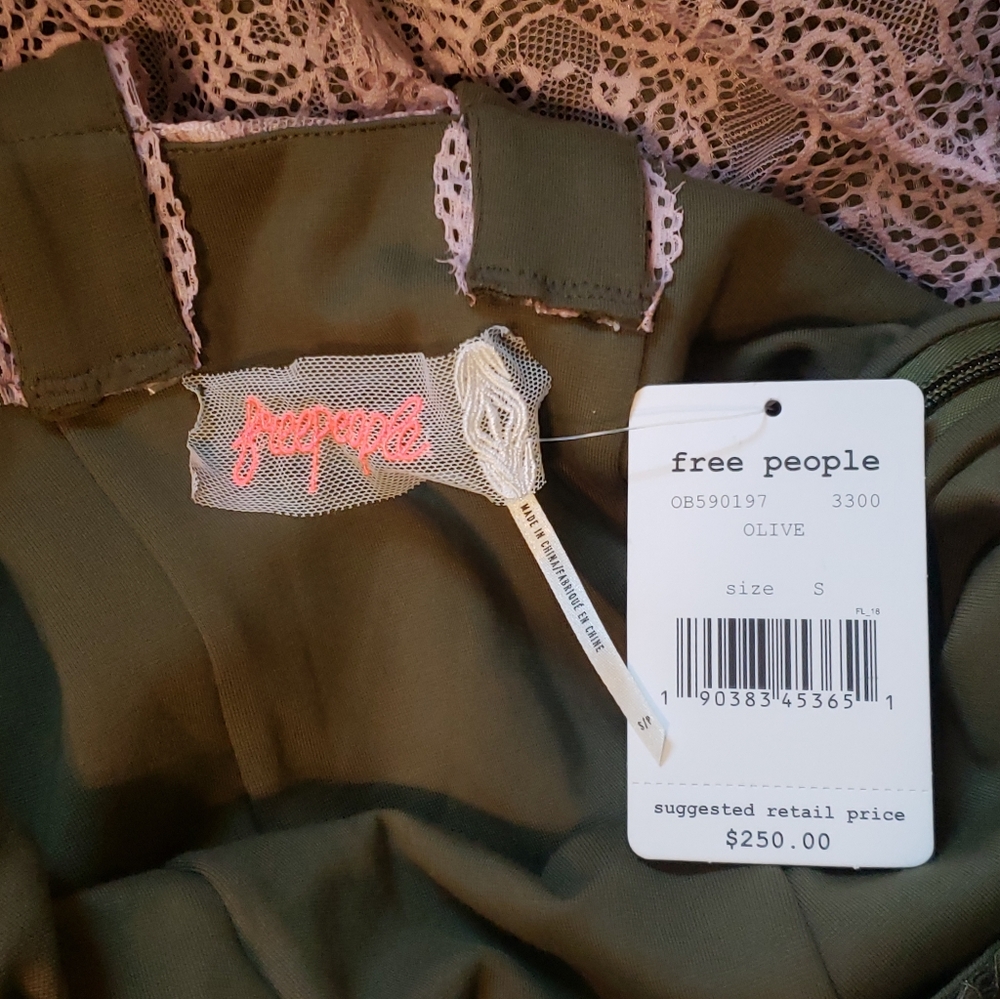 freepeople
MADE IN CHINA/FABRIQUÉ EN CHINE
S/P
free people
OB590197 3300
OLIVE
size S
FL_18
1 90383 45365 1
suggested retail price
$250.00